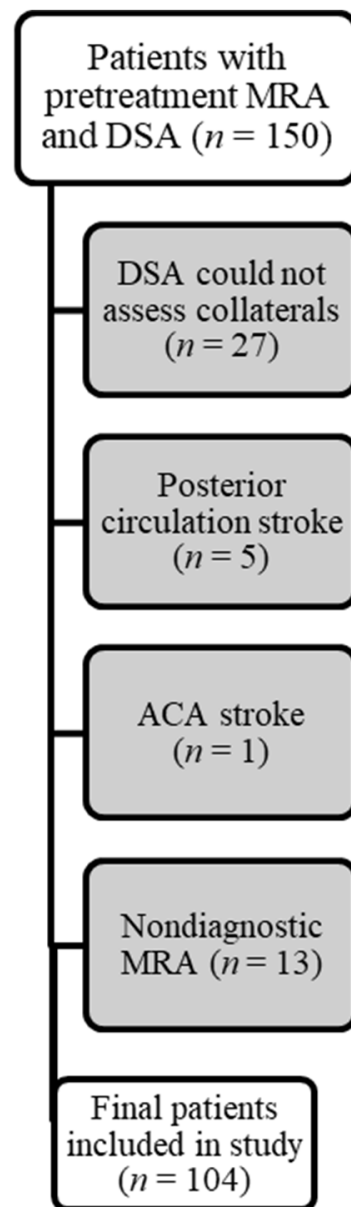 Patients with
pretreatment MRA
and DSA (n = 150)
DSA could not
assess collaterals
(n = 27)
Posterior
circulation stroke
(n = 5)
ACA stroke
(n = 1)
Nondiagnostic
MRA (n = 13)
Final patients
included in study
(n = 104)